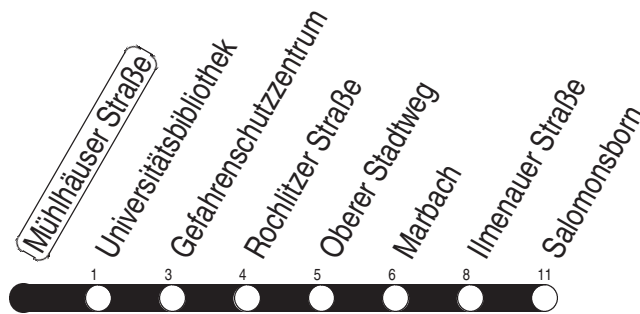 Mühlhäuser Straße
Universitätsbibliothek
Gefahrenschutzzentrum
Rochlitzer Straße
Oberer Stadtweg
Marbach
Ilmenauer Straße
Salomonsborn
1 3 4 5 6 8 11